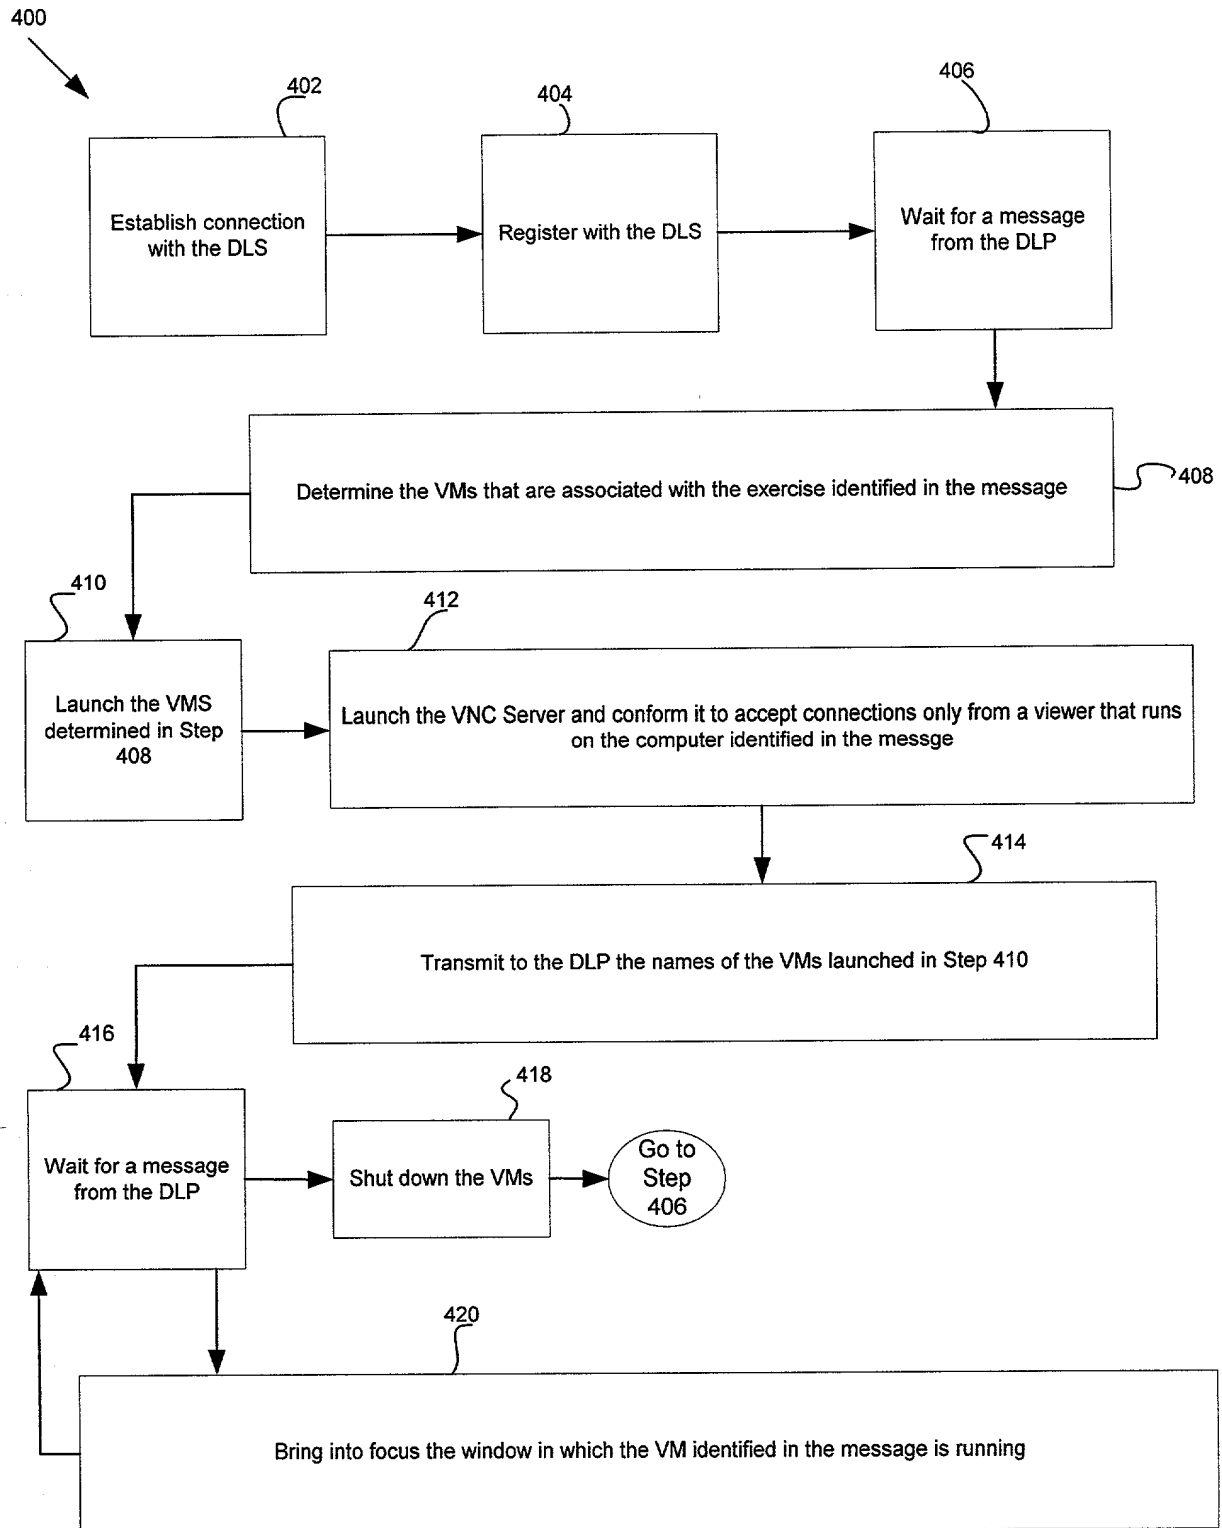 400
402
404
406
Establish connection
with the DLS
Register with the DLS
Wait for a message
from the DLP
Determine the VMs that are associated with the exercise identified in the message
408
410
412
Launch the VMS
determined in Step
408
Launch the VNC Server and conform it to accept connections only from a viewer that runs
on the computer identified in the messge
414
Transmit to the DLP the names of the VMs launched in Step 410
416
418
Wait for a message
from the DLP
Shut down the VMs
Go to
Step
406
420
Bring into focus the window in which the VM identified in the message is running